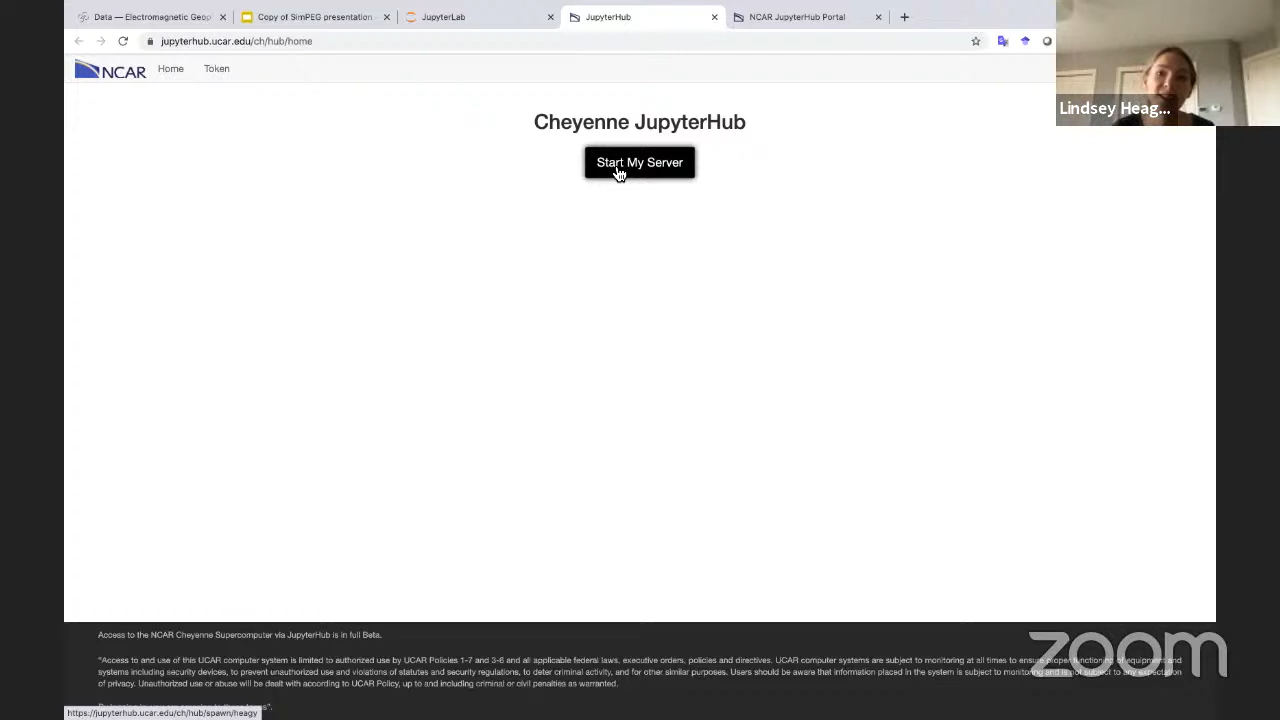 Data — Electromagnetic Geopl
Copy of SimPEG presentation -
JupyterLab
JupyterHub
NCAR JupyterHub Portal
jupyterhub.ucar.edu/ch/hub/home
NCAR
Home
Token
Lindsey Heag...
Cheyenne JupyterHub
Start My Server
Access to the NCAR Cheyenne Supercomputer via JupyterHub is in full Beta.
"Access to and use of this UCAR computer system is limited to authorized use by UCAR Policies 1-7 and 3-6 and all applicable federal laws, executive orders, policies and directives. UCAR computer systems are subject to monitoring at all times to ensure proper functioning of equipment and
systems including security devices, to prevent unauthorized use and violations of statutes and security regulations, to deter criminal activity, and for other similar purposes. Users should be aware that information placed in the system is subject to monitoring and is not subject to any expectation
of privacy. Unauthorized use or abuse will be dealt with according to UCAR Policy, up to and including criminal or civil penalties as warranted.
zoom
https://jupyterhub.ucar.edu/ch/hub/spawn/heagy